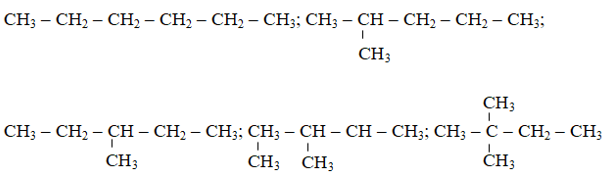 CH₃ – CH₂ – CH₂ – CH₂ – CH₂ – CH₃; CH₃ – CH – CH₂ – CH₂ – CH₃;
CH₃
CH₃
CH₃ – CH₂ – CH – CH₂ – CH₃; CH₃ – CH – CH – CH₃; CH₃ – C – CH₂ – CH₃
CH₃ CH₃ CH₃ CH₃